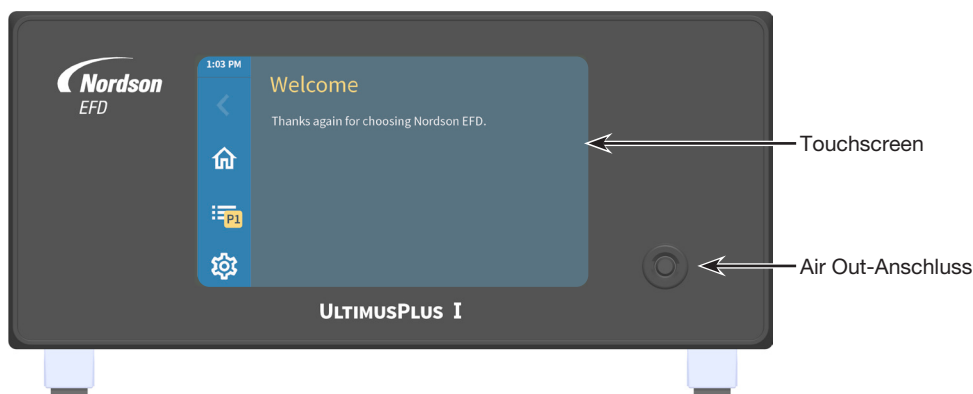 Nordson
EFD
1:03 PM
Welcome
Thanks again for choosing Nordson EFD.
P1
ULTIMUSPLUS I
Touchscreen
Air Out-Anschluss